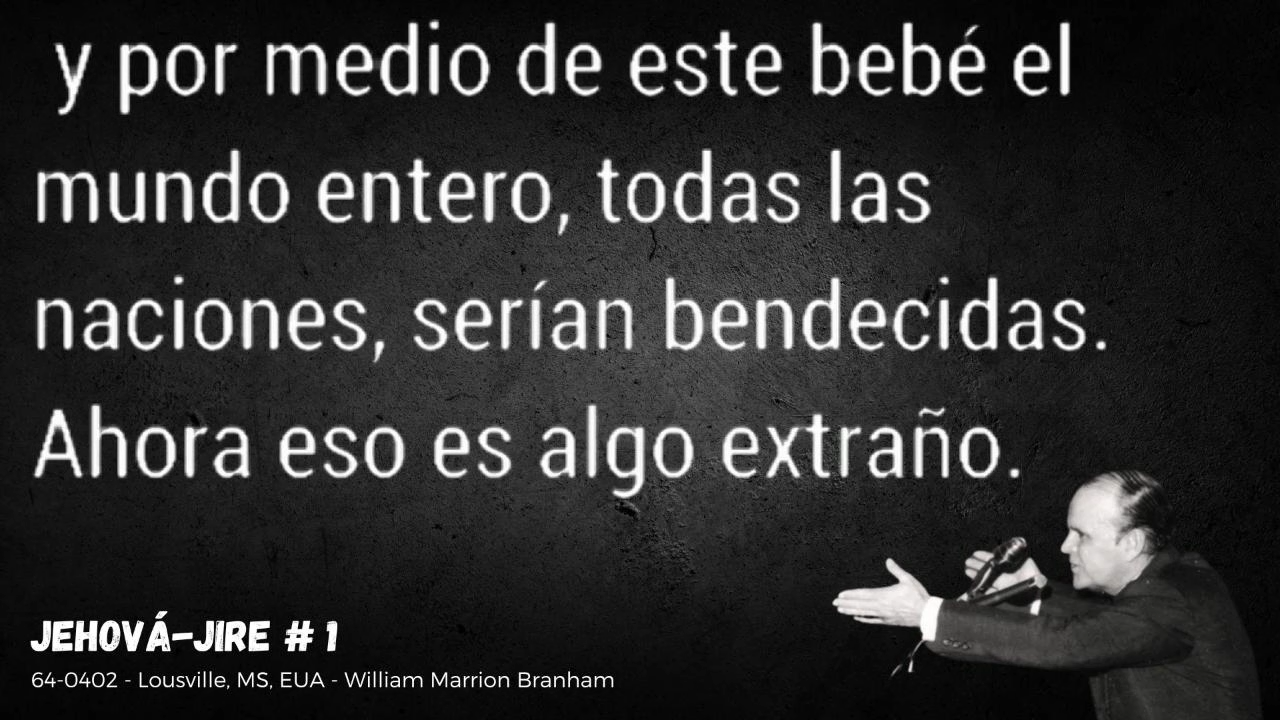 y por medio de este bebé el
mundo entero, todas las
naciones, serían bendecidas.
Ahora eso es algo extraño.
JEHOVÁ-JIRE # 1
64-0402 - Lousville, MS, EUA - William Marrion Branham